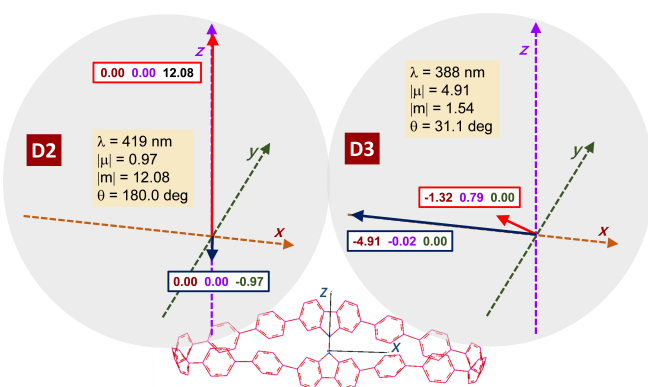 z
0.00 0.00 12.08
D2
λ = 419 nm
|μ| = 0.97
|m| = 12.08
θ = 180.0 deg
y
x
0.00 0.00 -0.97
z
λ = 388 nm
|μ| = 4.91
|m| = 1.54
θ = 31.1 deg
D3
y
-1.32 0.79 0.00
x
-4.91 -0.02 0.00
Z
X